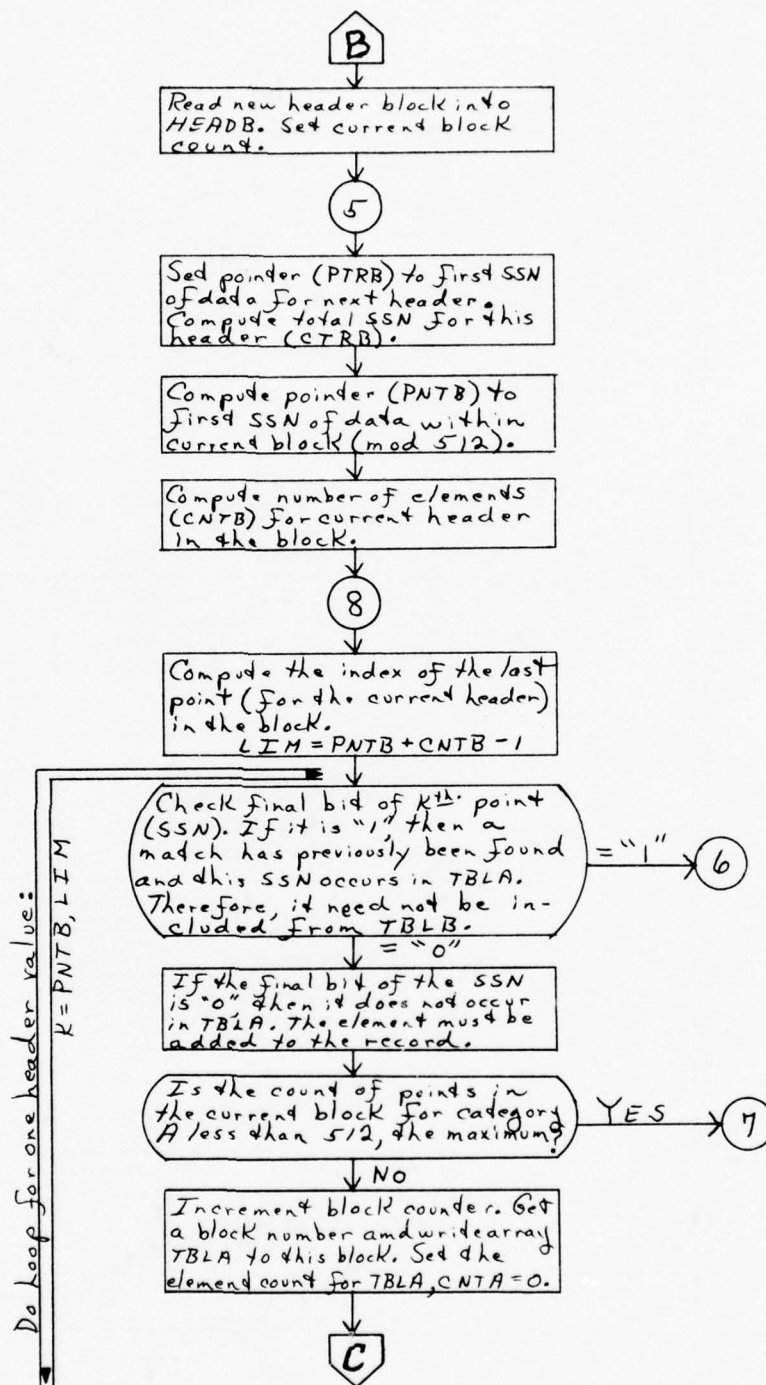 B
Read new header block into
HEADB. Set current block
count.
5
Set pointer (PTRB) to first SSN
of data for next header.
Compute total SSN for this
header (CTRB).
Compute pointer (PNTB) to
first SSN of data within
current block (mod 512).
Compute number of elements
(CNTB) for current header
in the block.
8
Compute the index of the last
point (for the current header)
in the block.
LIM = PNTB + CNTB - 1
Do Loop for one header value:
K = PNTB, LIM
Check final bit of Kth. point
(SSN). If it is "1", then a
match has previously been found
and this SSN occurs in TBLA.
Therefore, it need not be in-
cluded from TBLB.
= "1"
6
= "0"
If the final bit of the SSN
is "0", then it does not occur
in TBLA. The element must be
added to the record.
Is the count of points in
the current block for category
A less than 512, the maximum?
YES
7
NO
Increment block counter. Get
a block number amd write array
TBLA to this block. Set the
element count for TBLA, CNTA = 0.
C